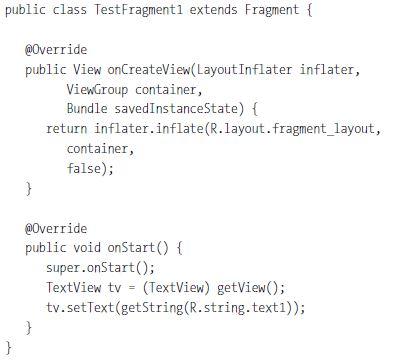 public class TestFragment1 extends Fragment {
@Override
public View onCreateView(LayoutInflater inflater,
ViewGroup container,
Bundle savedInstanceState) {
return inflater.inflate(R.layout.fragment_layout,
container,
false);
}
@Override
public void onStart() {
super.onStart();
TextView tv = (TextView) getView();
tv.setText(getString(R.string.text1));
}
}